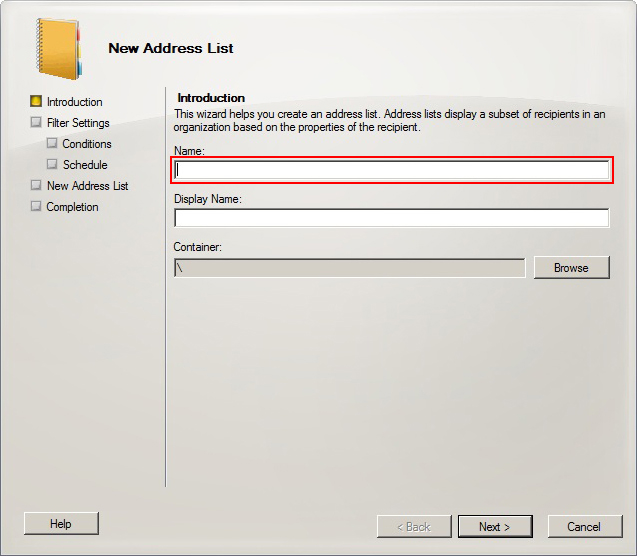 New Address List
Introduction
Filter Settings
Conditions
Schedule
New Address List
Completion
Introduction
This wizard helps you create an address list. Address lists display a subset of recipients in an
organization based on the properties of the recipient.
Name:
Display Name:
Container:
\
Browse
Help
< Back
Next >
Cancel